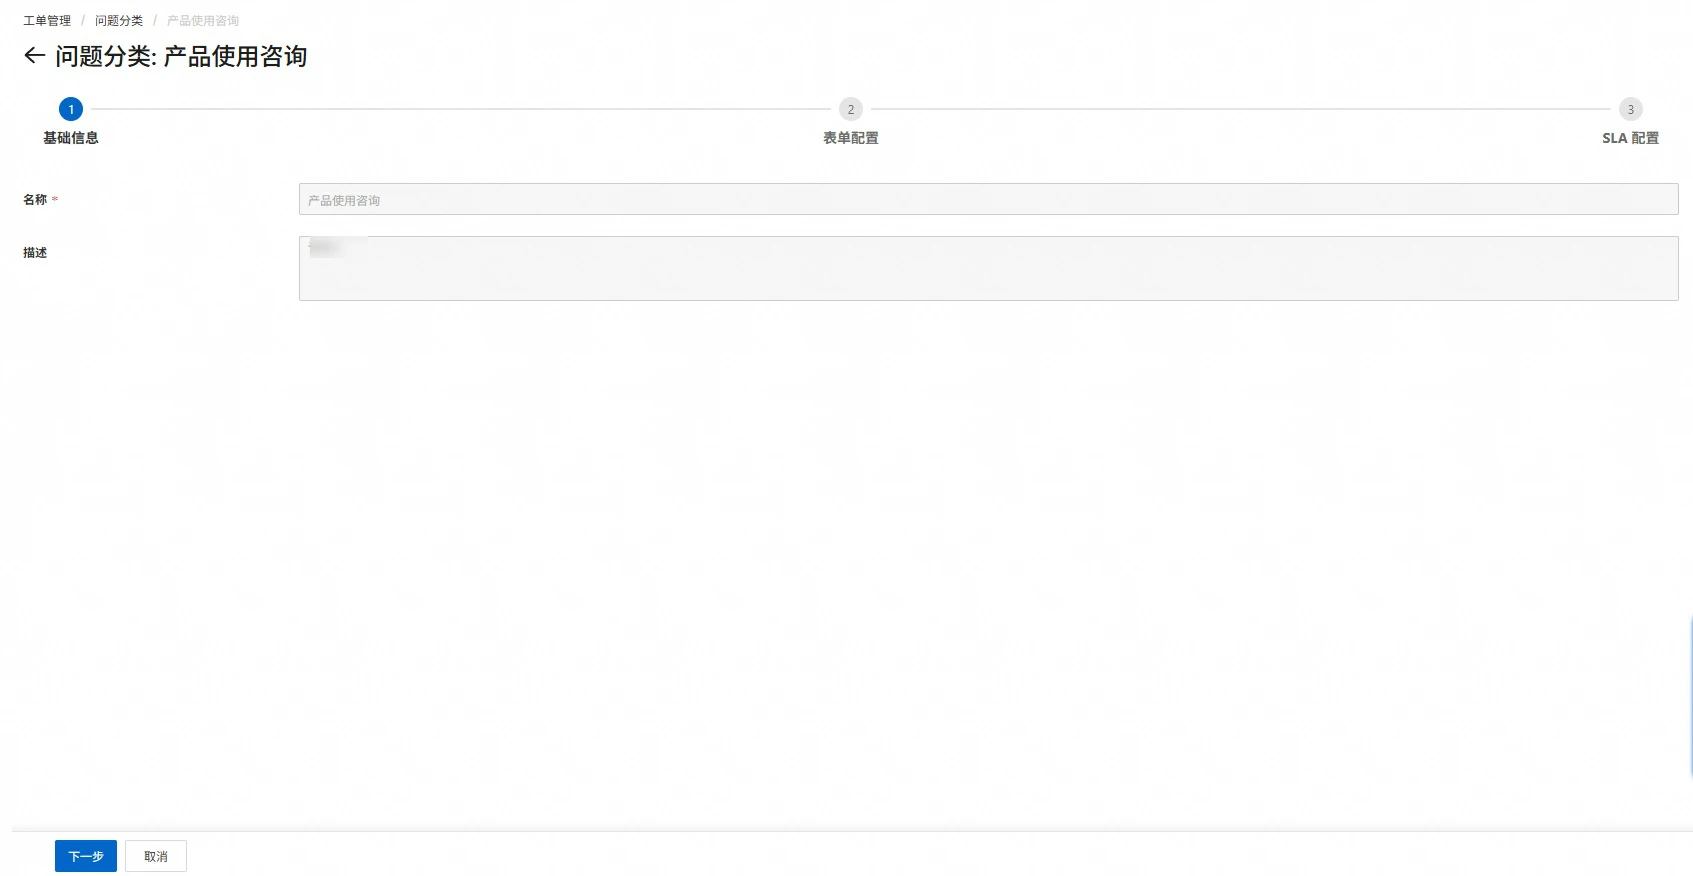 工单管理 / 问题分类 / 产品使用咨询
← 问题分类: 产品使用咨询
1 2 3
基础信息 表单配置 SLA 配置
名称 * 产品使用咨询
描述
下一步 取消